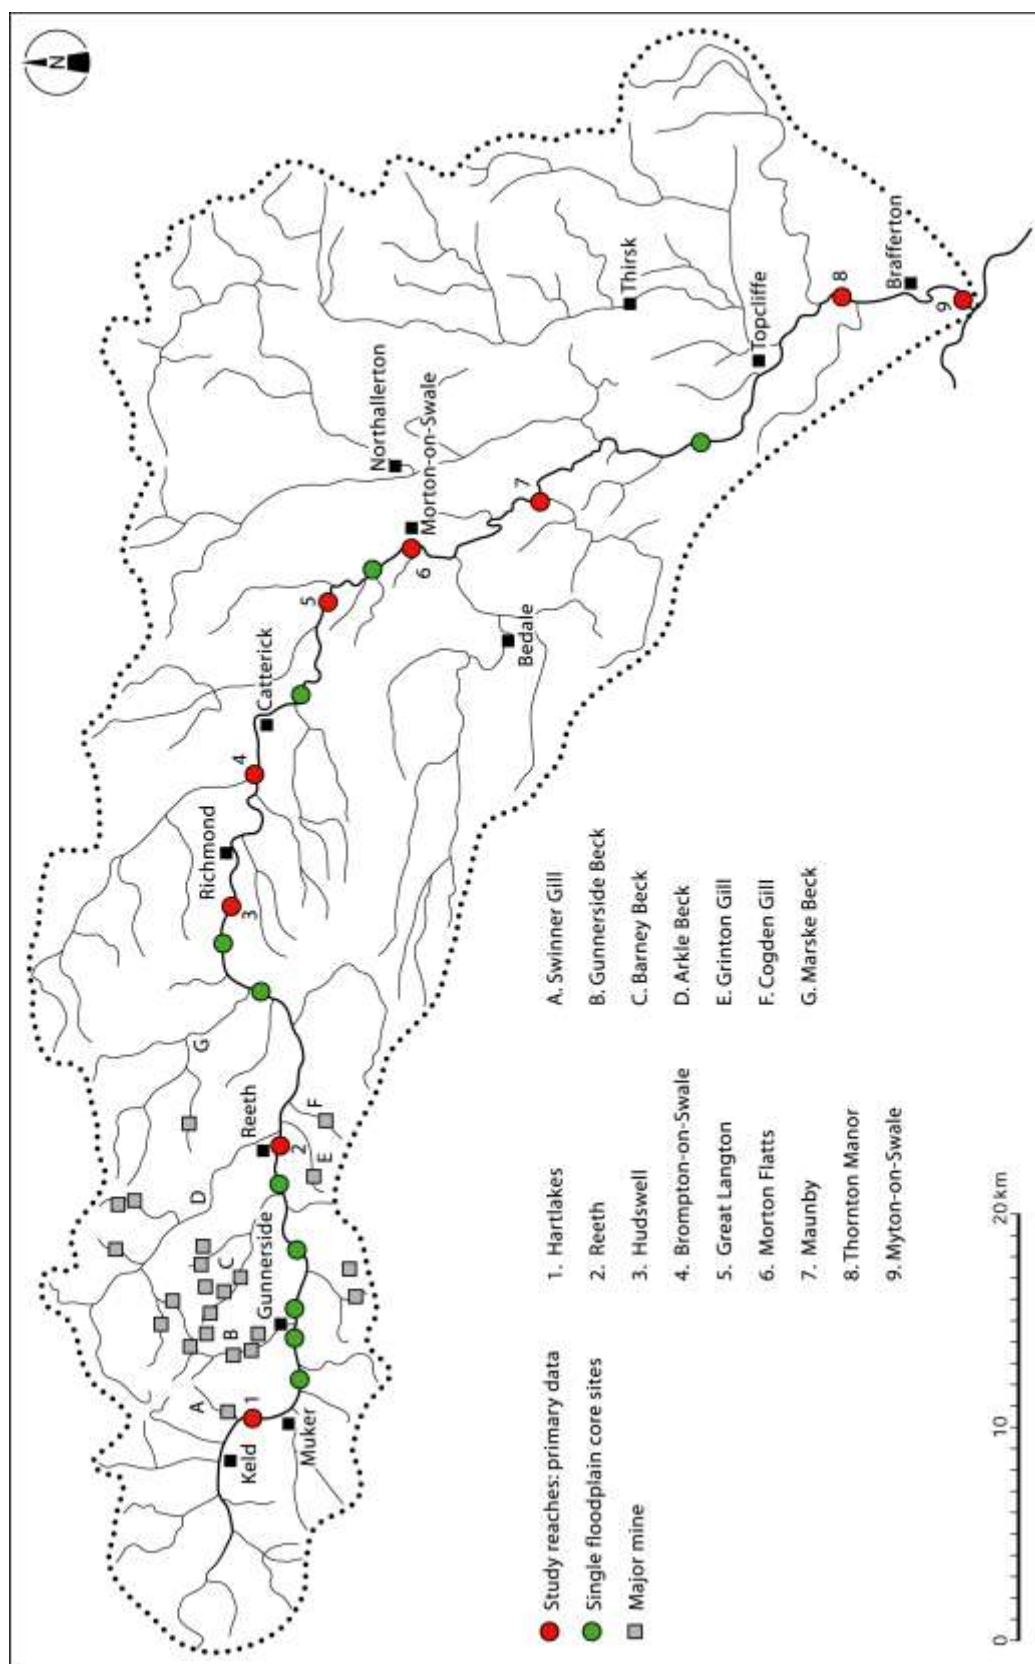 N
Keld
Muker
Gunnerside
Reeth
Richmond
Catterick
Northallerton
Morton-on-Swale
Bedale
Thirsk
Topcliffe
Brafferton
A
B
C
D
E
F
G
1
2
3
4
5
6
7
8
9
Study reaches: primary data
Single floodplain core sites
Major mine
1. Hartlakes
2. Reeth
3. Hudswell
4. Brompton-on-Swale
5. Great Langton
6. Morton Flatts
7. Maunby
8. Thornton Manor
9. Myton-on-Swale
A. Swinner Gill
B. Gunnerside Beck
C. Barney Beck
D. Arkle Beck
E. Grinton Gill
F. Cogden Gill
G. Marske Beck
0 10 20 km